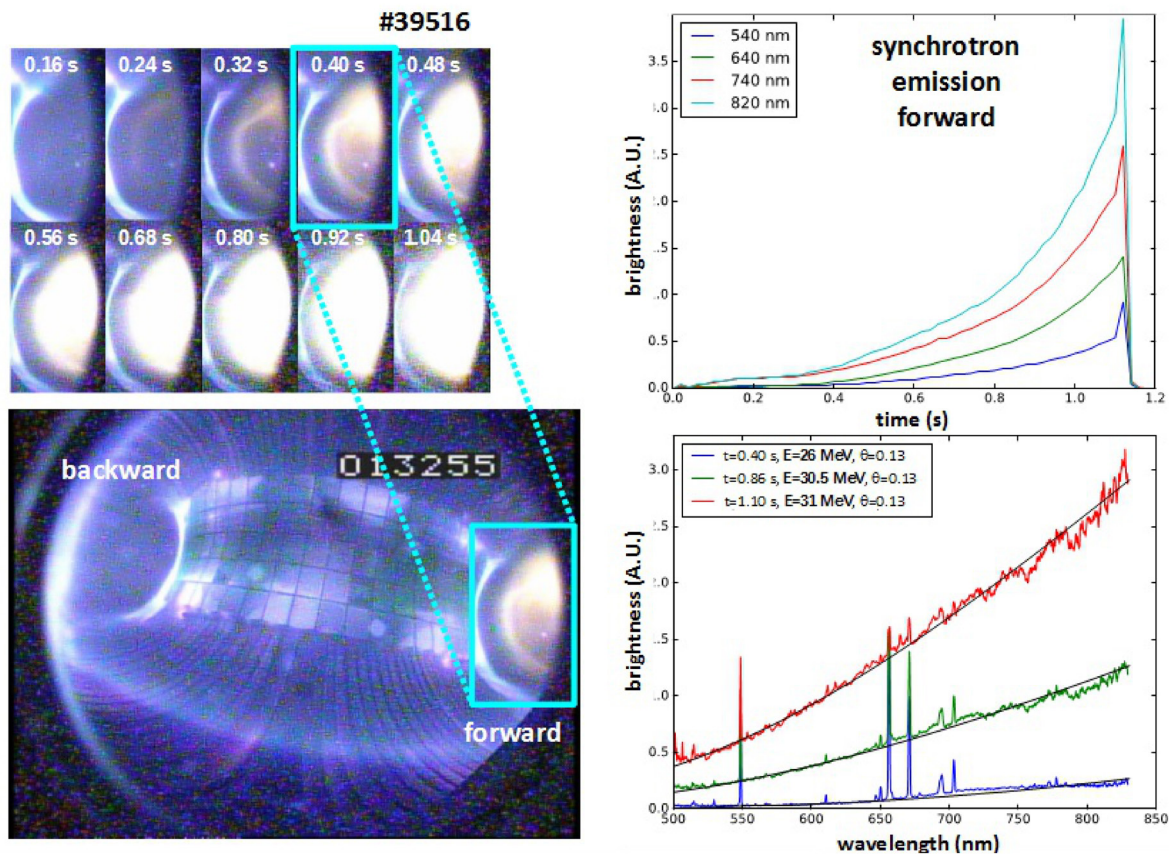 #39516
0.16 s 0.24 s 0.32 s 0.40 s 0.48 s
0.56 s 0.68 s 0.80 s 0.92 s 1.04 s
backward
013255
forward
540 nm
640 nm
740 nm
820 nm
synchrotron
emission
forward
brightness (A.U.)
3.5
.0
2.5
.0
.5
.0
0.5
0.0
0.0 0.2 0.4 0.6 0.8 1.0 1.2
time (s)
t=0.40 s, E=26 MeV, θ=0.13
t=0.86 s, E=30.5 MeV, θ=0.13
t=1.10 s, E=31 MeV, θ=0.13
brightness (A.U.)
3.0
2.5
.0
.5
.0
0.5
0.0
500 550 600 650 700 750 800 850
wavelength (nm)